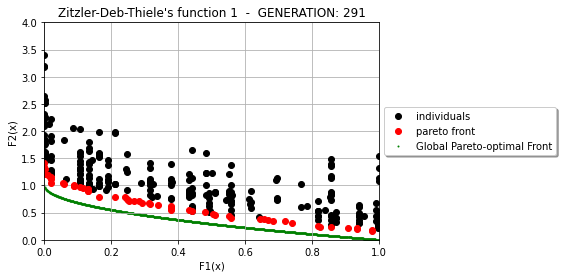 Zitzler-Deb-Thiele's function 1 - GENERATION: 291
4.0
3.5
3.0
2.5
2.0
1.5
1.0
0.5
0.0
F2(x)
0.0 0.2 0.4 0.6 0.8 1.0
F1(x)
individuals
pareto front
Global Pareto-optimal Front